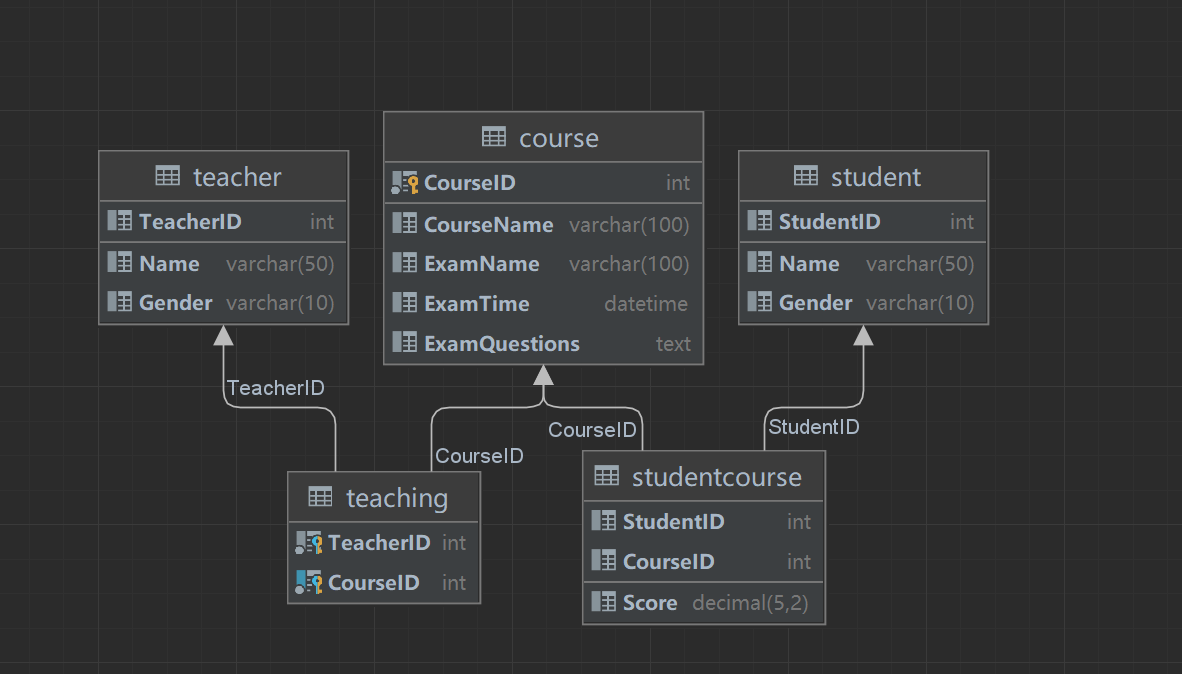 teacher
TeacherID int
Name varchar(50)
Gender varchar(10)
course
CourseID int
CourseName varchar(100)
ExamName varchar(100)
ExamTime datetime
ExamQuestions text
student
StudentID int
Name varchar(50)
Gender varchar(10)
TeacherID
CourseID
CourseID
StudentID
teaching
TeacherID int
CourseID int
studentcourse
StudentID int
CourseID int
Score decimal(5,2)